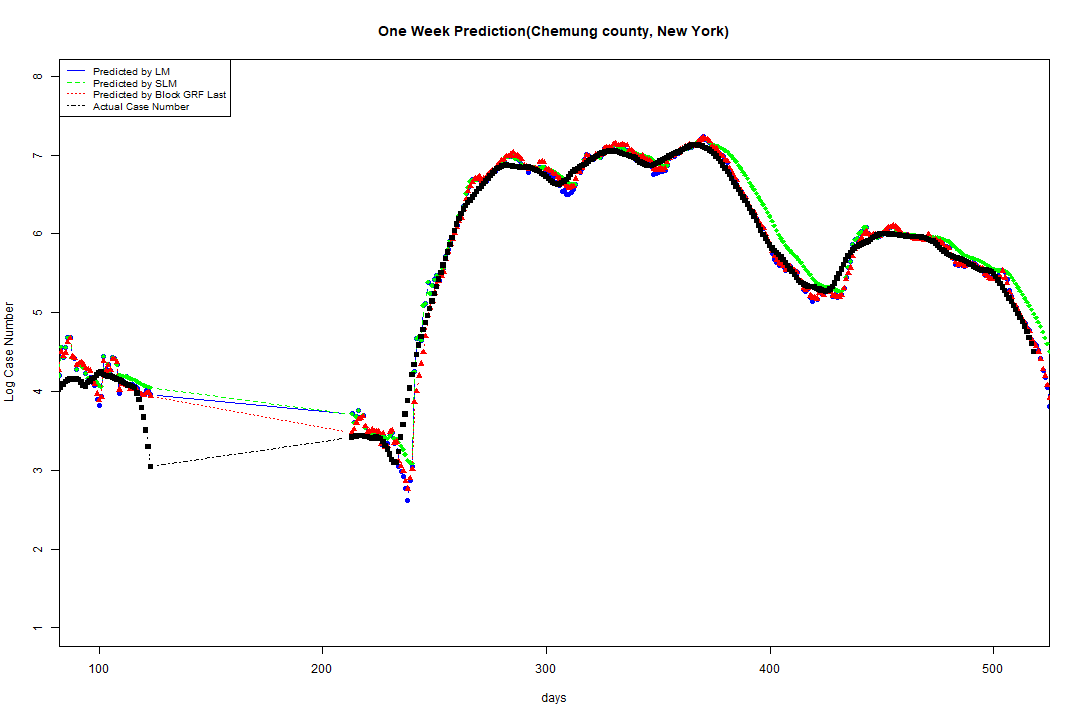 One Week Prediction(Chemung county, New York)
Predicted by LM
Predicted by SLM
Predicted by Block GRF Last
Actual Case Number
8
7
6
5
4
3
2
1
Log Case Number
100 200 300 400 500
days